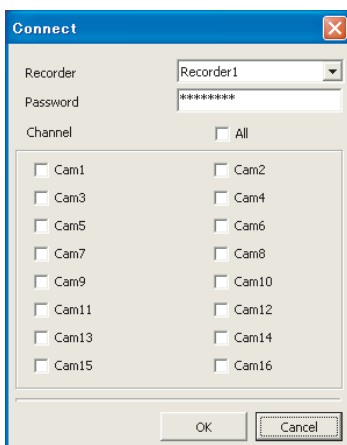 Connect
Recorder Recorder1
Password ********
Channel All
Cam1 Cam2
Cam3 Cam4
Cam5 Cam6
Cam7 Cam8
Cam9 Cam10
Cam11 Cam12
Cam13 Cam14
Cam15 Cam16
OK Cancel